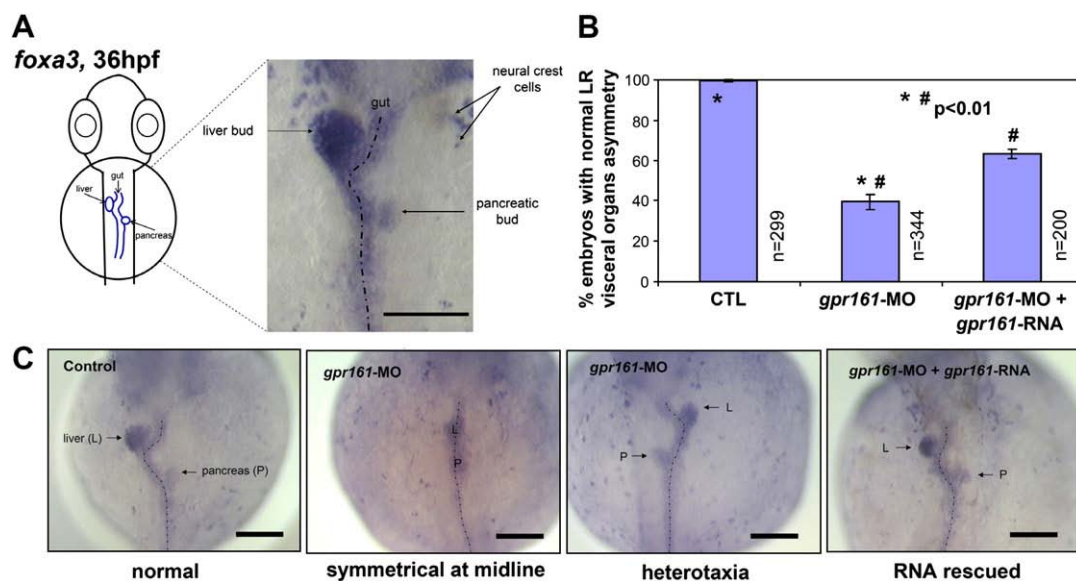 A
foxa3, 36hpf
liver
gut
pancreas
liver bud
gut
neural crest
cells
pancreatic
bud
B
% embryos with normal LR
visceral organs asymmetry
100
80
60
40
20
0
*
* #
p<0.01
* #
#
n=299
n=344
n=200
CTL
gpr161-MO
gpr161-MO +
gpr161-RNA
C
Control
liver (L)
pancreas (P)
normal
gpr161-MO
L
P
symmetrical at midline
gpr161-MO
L
P
heterotaxia
gpr161-MO + gpr161-RNA
L
P
RNA rescued